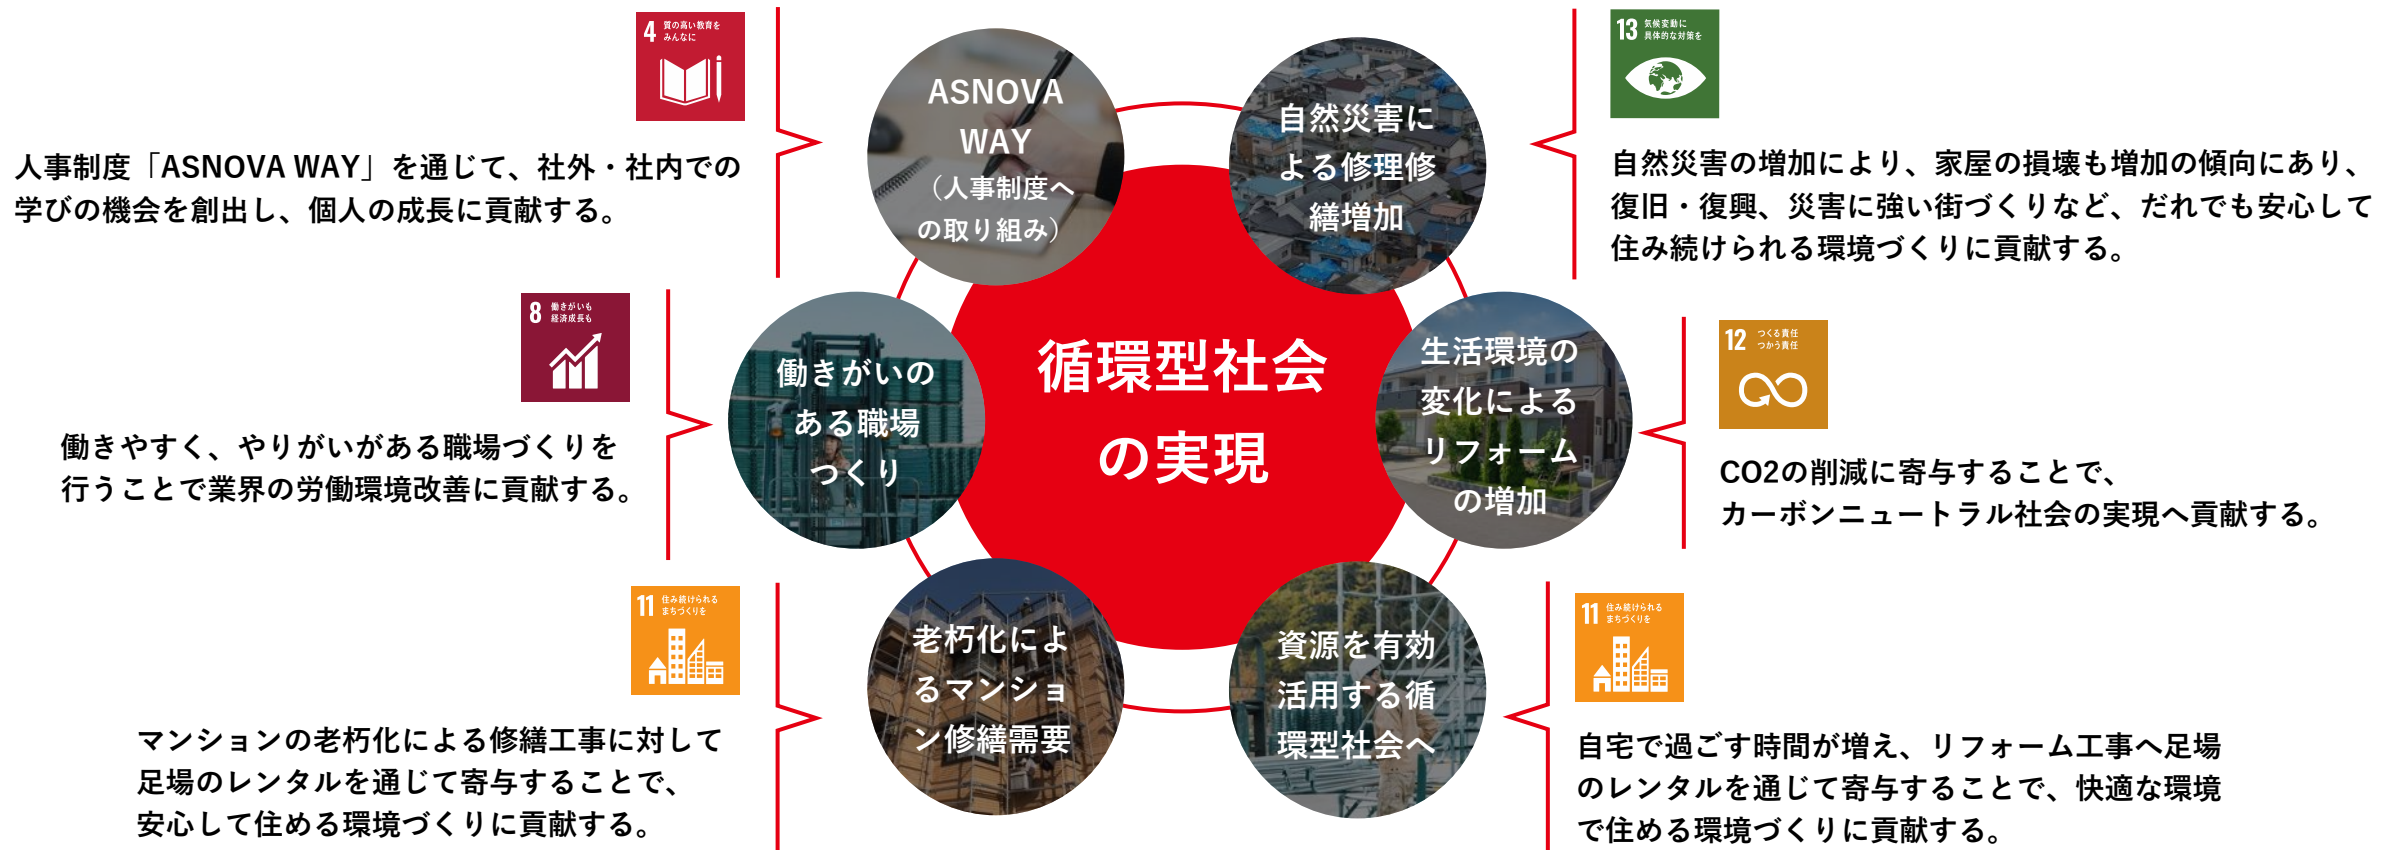 4 質の高い教育を
みんなに
人事制度「ASNOVA WAY」を通じて、社外・社内での
学びの機会を創出し、個人の成長に貢献する。
8 働きがいも
経済成長も
働きやすく、やりがいがある職場づくりを
行うことで業界の労働環境改善に貢献する。
11 住み続けられる
まちづくりを
マンションの老朽化による修繕工事に対して
足場のレンタルを通じて寄与することで、
安心して住める環境づくりに貢献する。
ASNOVA
WAY
（人事制度へ
の取り組み）
自然災害に
よる修理修
繕増加
働きがいの
ある職場
つくり
循環型社会
の実現
生活環境の
変化による
リフォーム
の増加
老朽化によ
るマンショ
ン修繕需要
資源を有効
活用する循
環型社会へ
13 気候変動に
具体的な対策を
自然災害の増加により、家屋の損壊も増加の傾向にあり、
復旧・復興、災害に強い街づくりなど、だれでも安心して
住み続けられる環境づくりに貢献する。
12 つくる責任
つかう責任
CO2の削減に寄与することで、
カーボンニュートラル社会の実現へ貢献する。
11 住み続けられる
まちづくりを
自宅で過ごす時間が増え、リフォーム工事へ足場
のレンタルを通じて寄与することで、快適な環境
で住める環境づくりに貢献する。